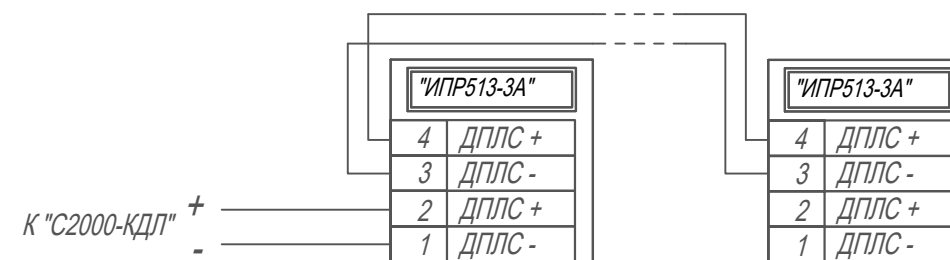 "ИПР513-3А" "ИПР513-3А"
4 ДПЛС + 4 ДПЛС +
3 ДПЛС - 3 ДПЛС -
К "С2000-КДЛ" + 2 ДПЛС + 2 ДПЛС +
- 1 ДПЛС - 1 ДПЛС -